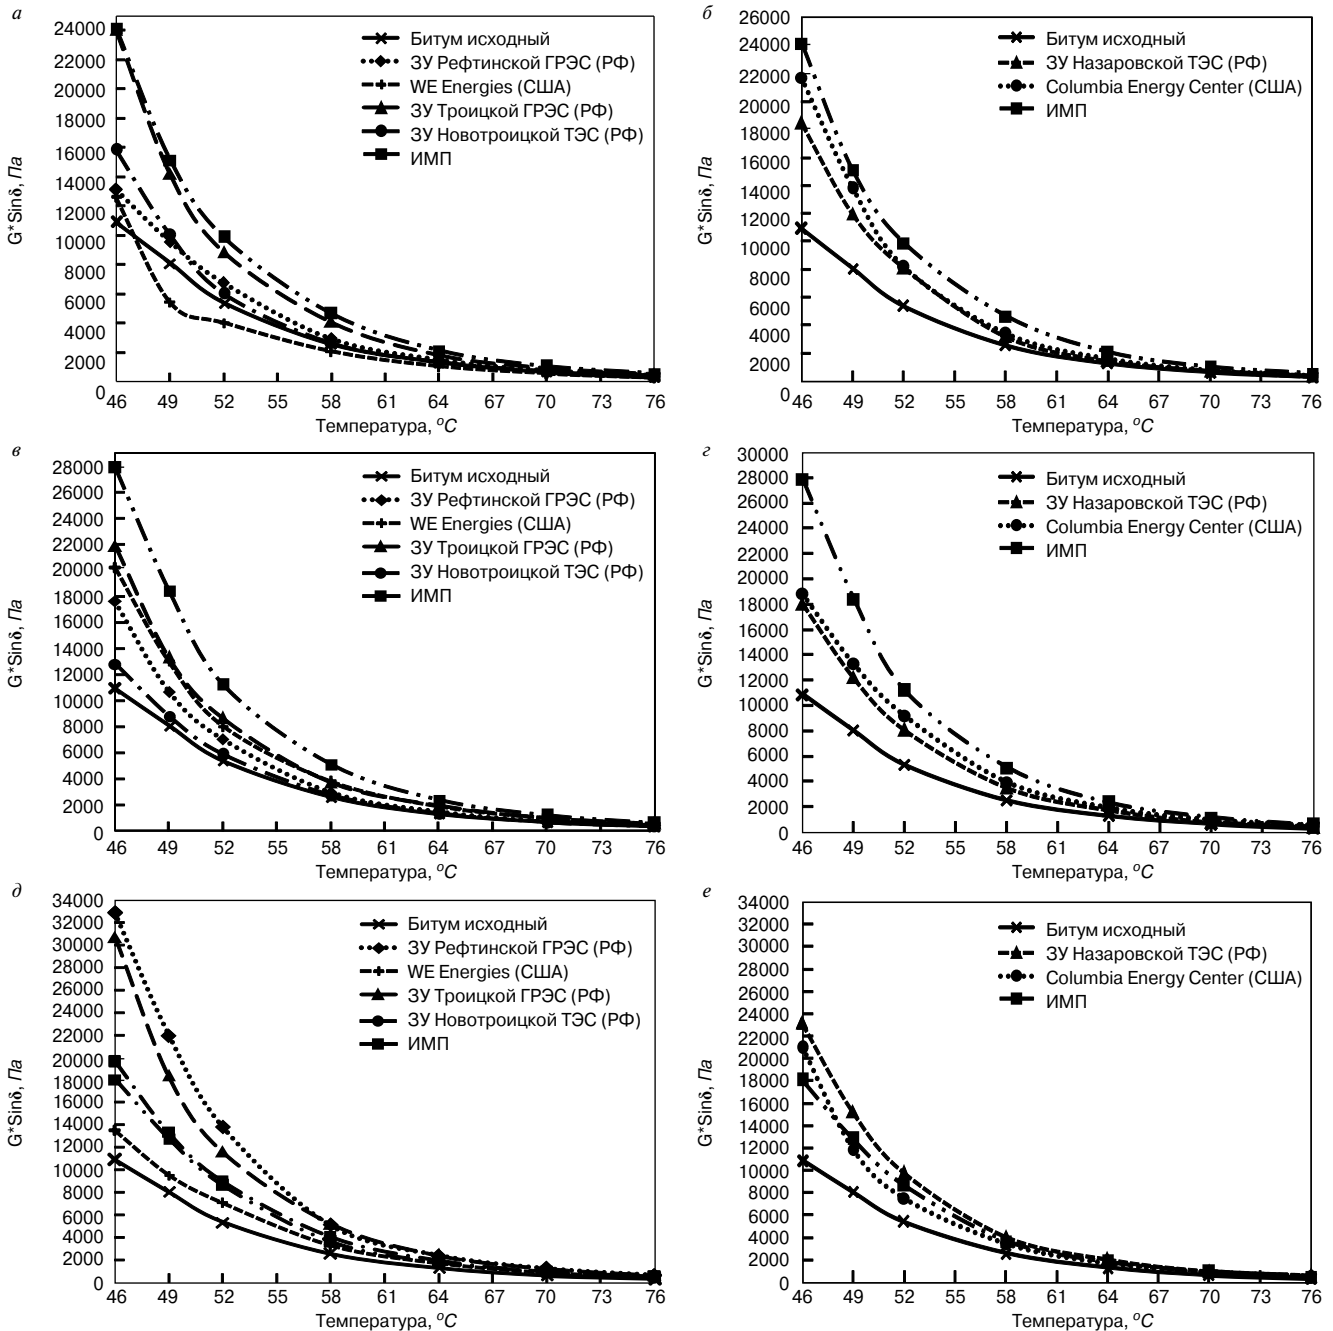 а
24000
22000
20000
18000
16000
14000
12000
10000
8000
6000
4000
2000
0
G*Sinδ, Па
Битум исходный
ЗУ Рефтинской ГРЭС (РФ)
WE Energies (США)
ЗУ Троицкой ГРЭС (РФ)
ЗУ Новотроицкой ТЭС (РФ)
ИМП
46 49 52 55 58 61 64 67 70 73 76
Температура, °C
б
26000
24000
22000
20000
18000
16000
14000
12000
10000
8000
6000
4000
2000
0
G*Sinδ, Па
Битум исходный
ЗУ Назаровской ТЭС (РФ)
Columbia Energy Center (США)
ИМП
46 49 52 55 58 61 64 67 70 73 76
Температура, °C
в
28000
26000
24000
22000
20000
18000
16000
14000
12000
10000
8000
6000
4000
2000
0
G*Sinδ, Па
Битум исходный
ЗУ Рефтинской ГРЭС (РФ)
WE Energies (США)
ЗУ Троицкой ГРЭС (РФ)
ЗУ Новотроицкой ТЭС (РФ)
ИМП
46 49 52 55 58 61 64 67 70 73 76
Температура, °C
г
30000
28000
26000
24000
22000
20000
18000
16000
14000
12000
10000
8000
6000
4000
2000
0
G*Sinδ, Па
Битум исходный
ЗУ Назаровской ТЭС (РФ)
Columbia Energy Center (США)
ИМП
46 49 52 55 58 61 64 67 70 73 76
Температура, °C
д
34000
32000
30000
28000
26000
24000
22000
20000
18000
16000
14000
12000
10000
8000
6000
4000
2000
0
G*Sinδ, Па
Битум исходный
ЗУ Рефтинской ГРЭС (РФ)
WE Energies (США)
ЗУ Троицкой ГРЭС (РФ)
ЗУ Новотроицкой ТЭС (РФ)
ИМП
46 49 52 55 58 61 64 67 70 73 76
Температура, °C
е
34000
32000
30000
28000
26000
24000
22000
20000
18000
16000
14000
12000
10000
8000
6000
4000
2000
0
G*Sinδ, Па
Битум исходный
ЗУ Назаровской ТЭС (РФ)
Columbia Energy Center (США)
ИМП
46 49 52 55 58 61 64 67 70 73 76
Температура, °C